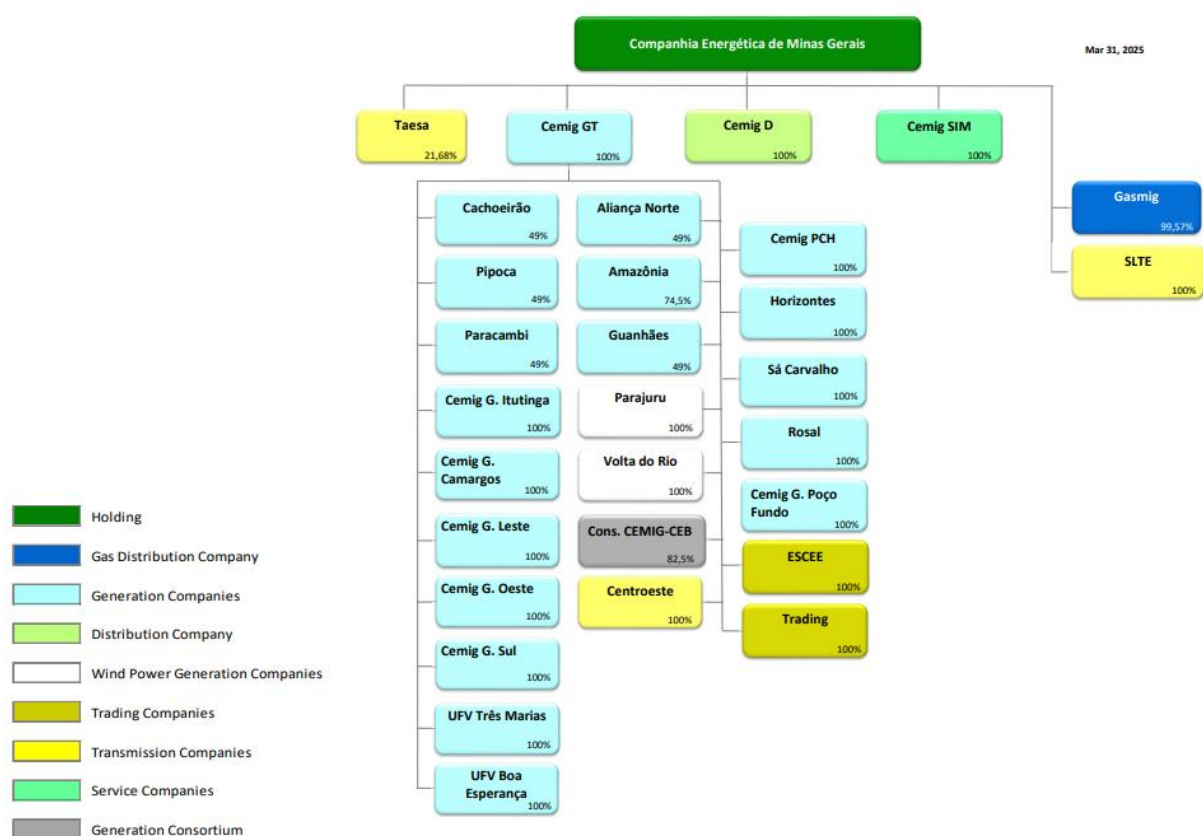 Companhia Energética de Minas Gerais
Mar 31, 2025
Taesa
21,68%
Cemig GT
100%
Cemig D
100%
Cemig SIM
100%
Gasmig
99,57%
SLTE
100%
Cachoeirão
49%
Pipoca
49%
Paracambi
49%
Cemig G. Itutinga
100%
Cemig G.
Camargos
100%
Cemig G. Leste
100%
Cemig G. Oeste
100%
Cemig G. Sul
100%
UFV Três Marias
100%
UFV Boa
Esperança
100%
Aliança Norte
49%
Amazônia
74,5%
Guanhães
49%
Parajuru
100%
Volta do Rio
100%
Cons. CEMIG-CEB
82,5%
Centroeste
100%
Cemig PCH
100%
Horizontes
100%
Sá Carvalho
100%
Rosal
100%
Cemig G. Poço
Fundo
100%
ESCEE
100%
Trading
100%
Holding
Gas Distribution Company
Generation Companies
Distribution Company
Wind Power Generation Companies
Trading Companies
Transmission Companies
Service Companies
Generation Consortium